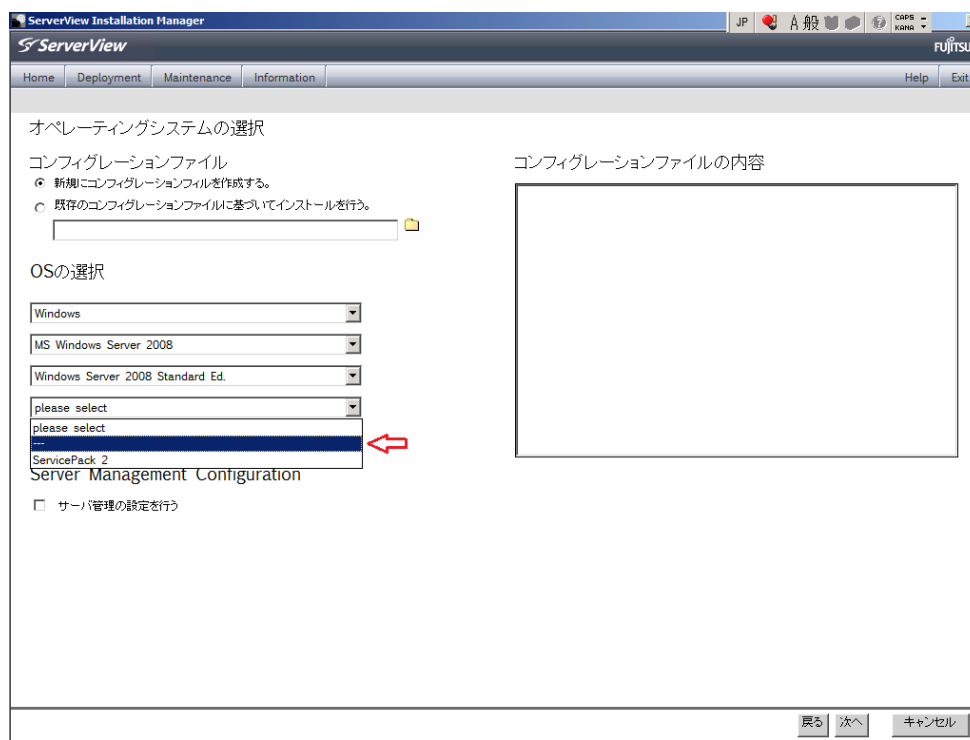 ServerView Installation Manager
JP A 般 CAPS KANA
ServerView FUJITSU
Home Deployment Maintenance Information Help Exit
オペレーティングシステムの選択
コンフィグレーションファイル
新規にコンフィグレーションフィルを作成する。
既存のコンフィグレーションファイルに基づいてインストールを行う。
コンフィグレーションファイルの内容
OSの選択
Windows
MS Windows Server 2008
Windows Server 2008 Standard Ed.
please select
please select
---
ServicePack 2
Server Management Configuration
サーバ管理の設定を行う
戻る 次へ キャンセル